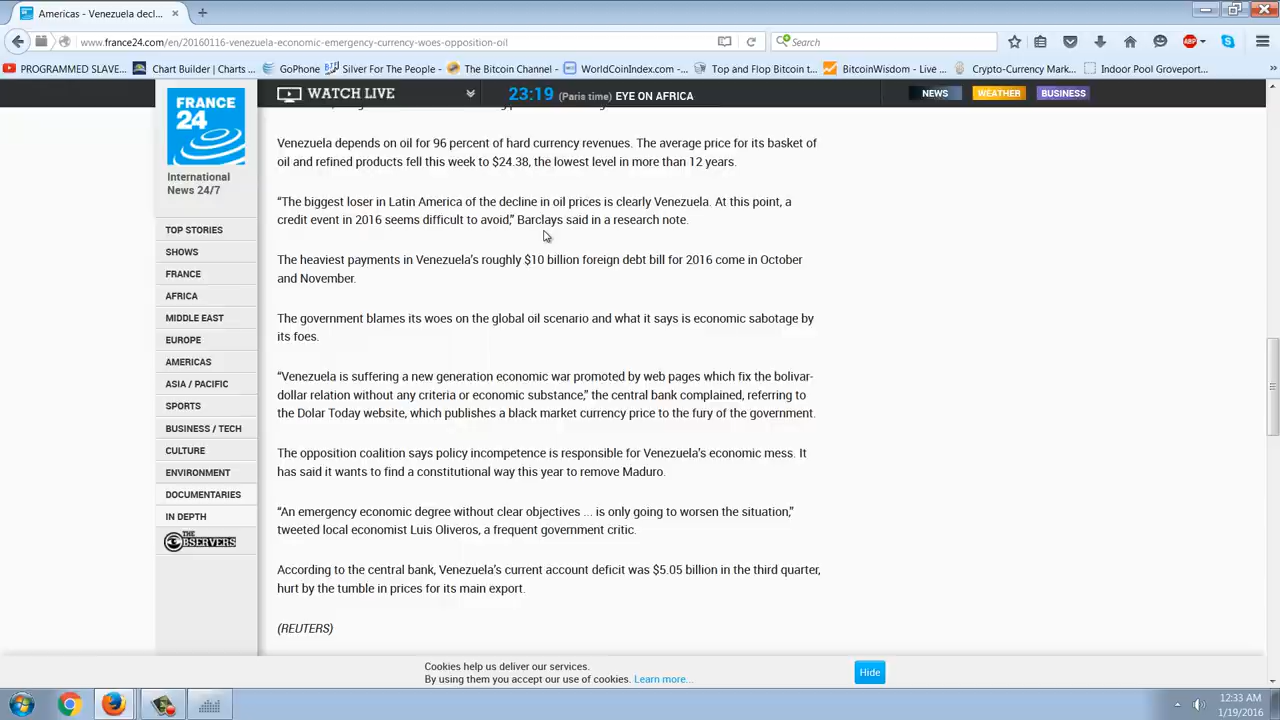 Americas - Venezuela decl...
www.france24.com/en/20160116-venezuela-economic-emergency-currency-woes-opposition-oil
Search
ABP
PROGRAMMED SLAVE...
Chart Builder | Charts ...
GoPhone
Silver For The People - ...
The Bitcoin Channel - ...
WorldCoinIndex.com - ...
Top and Flop Bitcoin t...
BitcoinWisdom - Live ...
Crypto-Currency Mark...
Indoor Pool Groveport...
FRANCE
24
International
News 24/7
WATCH LIVE
23:19 (Paris time) EYE ON AFRICA
NEWS
WEATHER
BUSINESS
TOP STORIES
SHOWS
FRANCE
AFRICA
MIDDLE EAST
EUROPE
AMERICAS
ASIA / PACIFIC
SPORTS
BUSINESS / TECH
CULTURE
ENVIRONMENT
DOCUMENTARIES
IN DEPTH
THE
OBSERVERS
Venezuela depends on oil for 96 percent of hard currency revenues. The average price for its basket of
oil and refined products fell this week to $24.38, the lowest level in more than 12 years.
“The biggest loser in Latin America of the decline in oil prices is clearly Venezuela. At this point, a
credit event in 2016 seems difficult to avoid,” Barclays said in a research note.
The heaviest payments in Venezuela’s roughly $10 billion foreign debt bill for 2016 come in October
and November.
The government blames its woes on the global oil scenario and what it says is economic sabotage by
its foes.
“Venezuela is suffering a new generation economic war promoted by web pages which fix the bolivar-
dollar relation without any criteria or economic substance,” the central bank complained, referring to
the Dolar Today website, which publishes a black market currency price to the fury of the government.
The opposition coalition says policy incompetence is responsible for Venezuela’s economic mess. It
has said it wants to find a constitutional way this year to remove Maduro.
“An emergency economic degree without clear objectives ... is only going to worsen the situation,”
tweeted local economist Luis Oliveros, a frequent government critic.
According to the central bank, Venezuela’s current account deficit was $5.05 billion in the third quarter,
hurt by the tumble in prices for its main export.
(REUTERS)
Cookies help us deliver our services.
By using them you accept our use of cookies. Learn more...
Hide
12:33 AM
1/19/2016